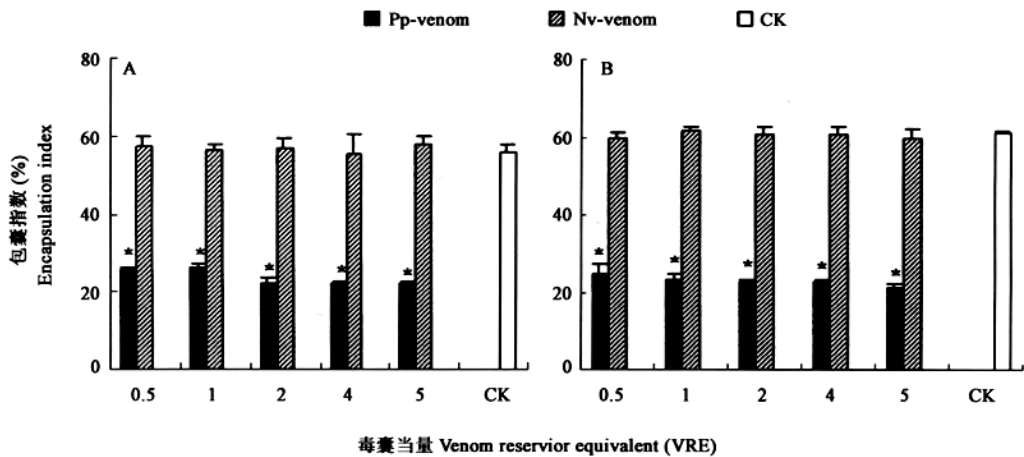 Pp-venom Nv-venom CK
A
80
60
40
20
0
* * * * *
0.5 1 2 4 5 CK
B
80
60
40
20
0
* * * * *
0.5 1 2 4 5 CK
包囊指数 (%)
Encapsulation index
毒囊当量 Venom reservior equivalent (VRE)